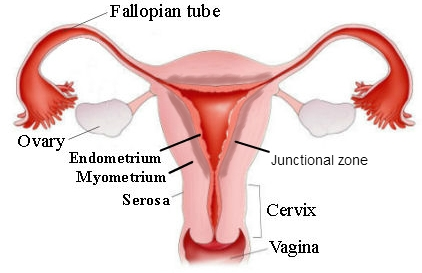 Fallopian tube
Ovary
Endometrium
Myometrium
Junctional zone
Serosa
Cervix
Vagina